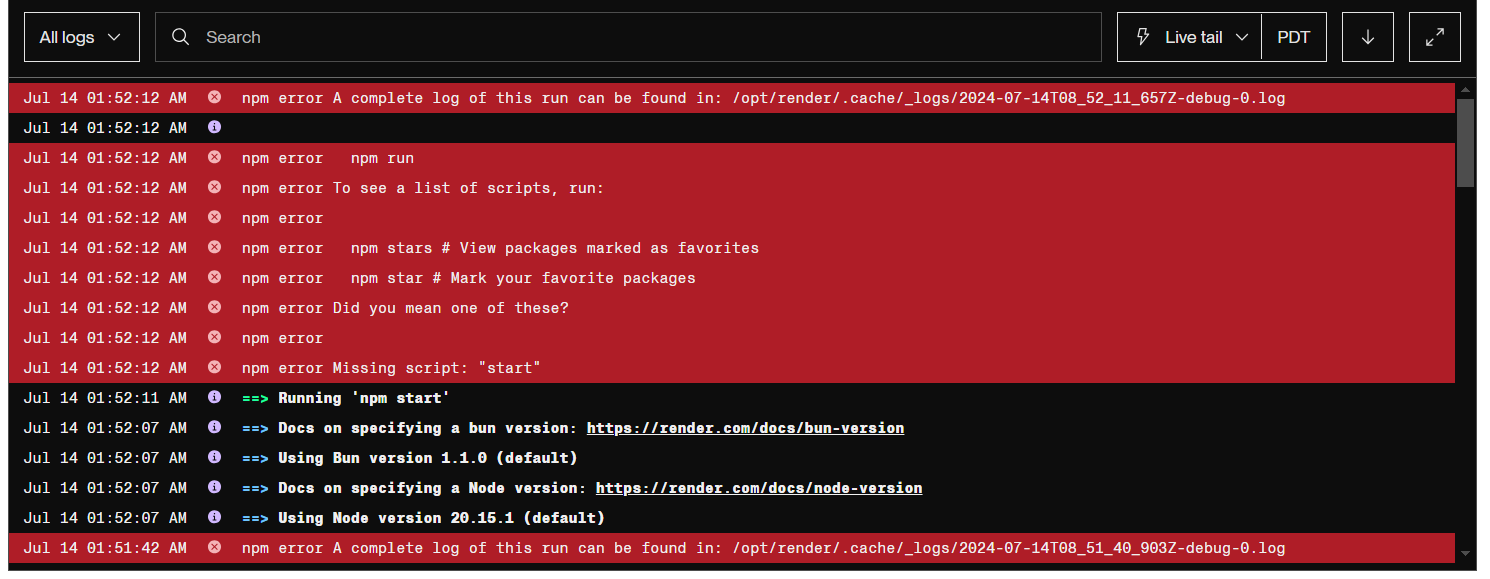 All logs Search Live tail PDT
Jul 14 01:52:12 AM npm error A complete log of this run can be found in: /opt/render/.cache/_logs/2024-07-14T08_52_11_657Z-debug-0.log
Jul 14 01:52:12 AM
Jul 14 01:52:12 AM npm error   npm run
Jul 14 01:52:12 AM npm error To see a list of scripts, run:
Jul 14 01:52:12 AM npm error
Jul 14 01:52:12 AM npm error   npm stars # View packages marked as favorites
Jul 14 01:52:12 AM npm error   npm star # Mark your favorite packages
Jul 14 01:52:12 AM npm error Did you mean one of these?
Jul 14 01:52:12 AM npm error
Jul 14 01:52:12 AM npm error Missing script: "start"
Jul 14 01:52:11 AM ==> Running 'npm start'
Jul 14 01:52:07 AM ==> Docs on specifying a bun version: https://render.com/docs/bun-version
Jul 14 01:52:07 AM ==> Using Bun version 1.1.0 (default)
Jul 14 01:52:07 AM ==> Docs on specifying a Node version: https://render.com/docs/node-version
Jul 14 01:52:07 AM ==> Using Node version 20.15.1 (default)
Jul 14 01:51:42 AM npm error A complete log of this run can be found in: /opt/render/.cache/_logs/2024-07-14T08_51_40_903Z-debug-0.log